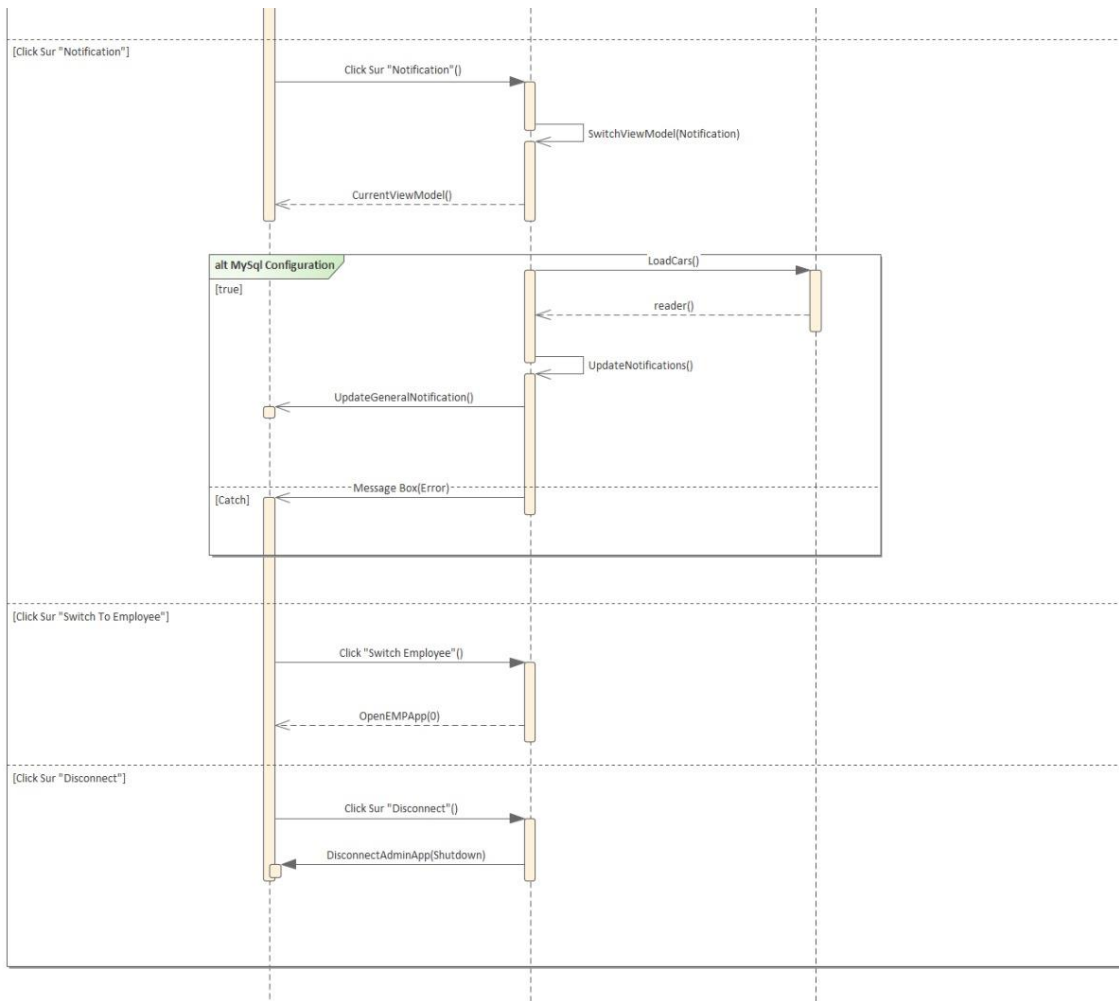 [Click Sur "Notification"]
Click Sur "Notification"()
SwitchViewModel(Notification)
CurrentViewModel()
alt MySql Configuration
LoadCars()
[true]
reader()
UpdateNotifications()
UpdateGeneralNotification()
Message Box(Error)
[Catch]
[Click Sur "Switch To Employee"]
Click "Switch Employee"()
OpenEMPApp(0)
[Click Sur "Disconnect"]
Click Sur "Disconnect"()
DisconnectAdminApp(Shutdown)